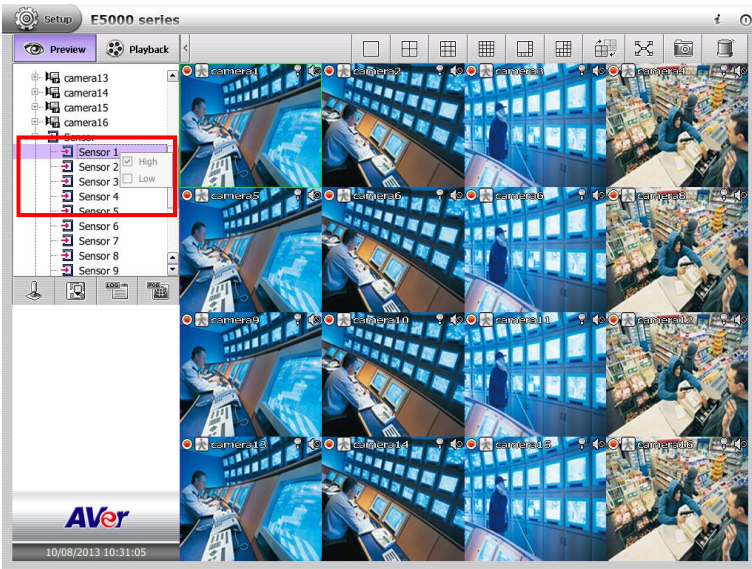 Setup E5000 series i
Preview Playback <
camera13
camera14
camera15
camera16
Sensor
Sensor 1
Sensor 2
Sensor 3
Sensor 4
Sensor 5
Sensor 6
Sensor 7
Sensor 8
Sensor 9
High
Low
LOG
POS
AVer
10/08/2013 10:31:05
camera1 camera2 camera3 camera4
camera5 camera6 camera6 camera8
camera9 camera10 camera11 camera12
camera13 camera14 camera15 camera16